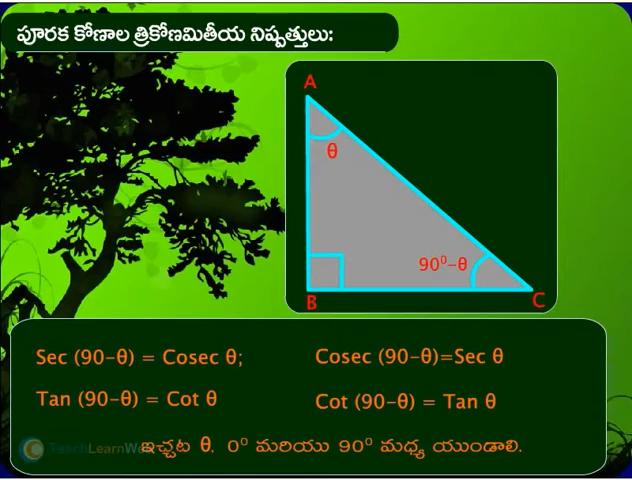 పూరక కోణాల త్రికోణమితీయ నిష్పత్తులు:
A
θ
90⁰-θ
B
C
Sec (90-θ) = Cosec θ;
Cosec (90-θ)=Sec θ
Tan (90-θ) = Cot θ
Cot (90-θ) = Tan θ
ఇచ్చట θ. 0⁰ మరియు 90⁰ మధ్య యుండాలి.